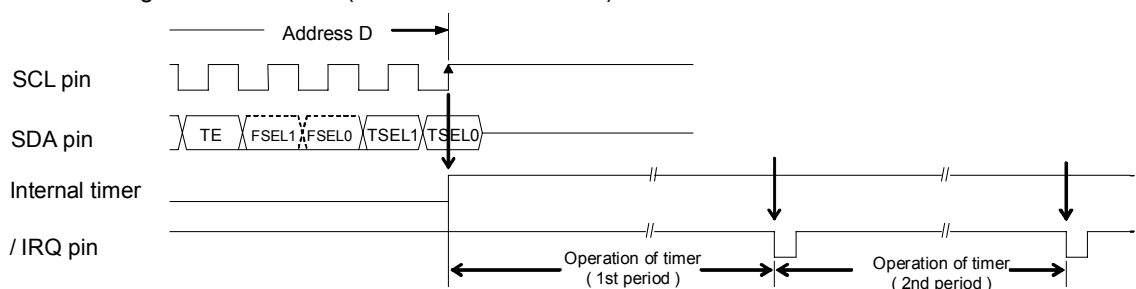 Address D
SCL pin
SDA pin
TE FSEL1 FSEL0 TSEL1 TSEL0
Internal timer
/ IRQ pin
Operation of timer
( 1st period )
Operation of timer
( 2nd period )